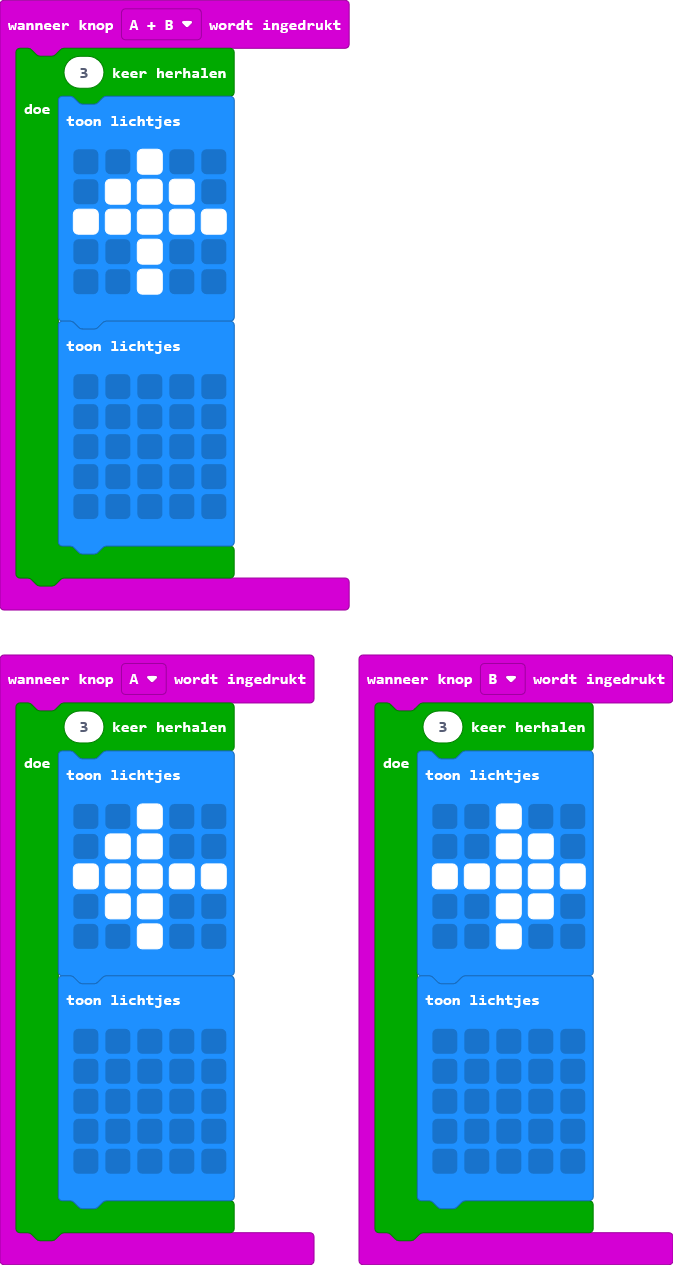 wanneer knop A + B wordt ingedrukt
3 keer herhalen
doe
toon lichtjes
toon lichtjes
wanneer knop A wordt ingedrukt
3 keer herhalen
doe
toon lichtjes
toon lichtjes
wanneer knop B wordt ingedrukt
3 keer herhalen
doe
toon lichtjes
toon lichtjes